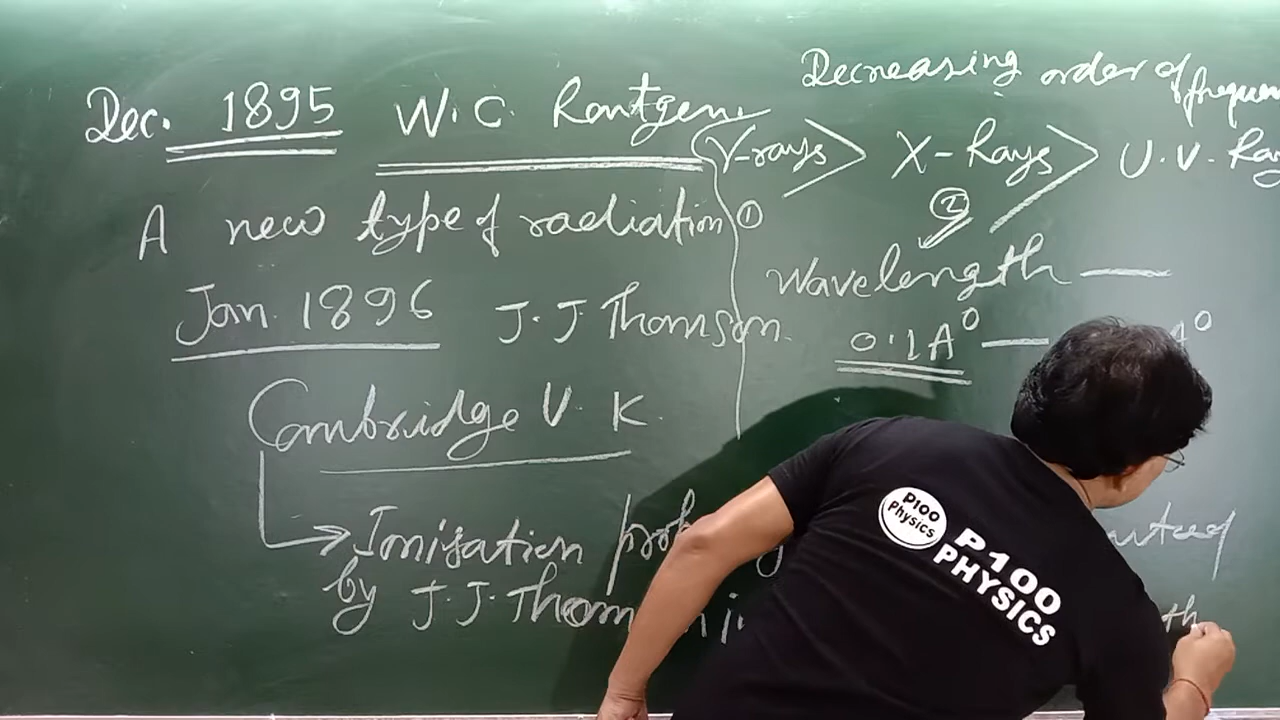 Dec. 1895 W.C. Rontgen
A new type of radiation
Jan. 1896 J.J Thomson
Cambridge U.K.
Ionisation
by J.J. Thom
Decreasing order of
γ-rays > X-Rays > U.V. Ray
① ②
Wavelength —
0.1A° — A°
P100
Physics
P100
PHYSICS